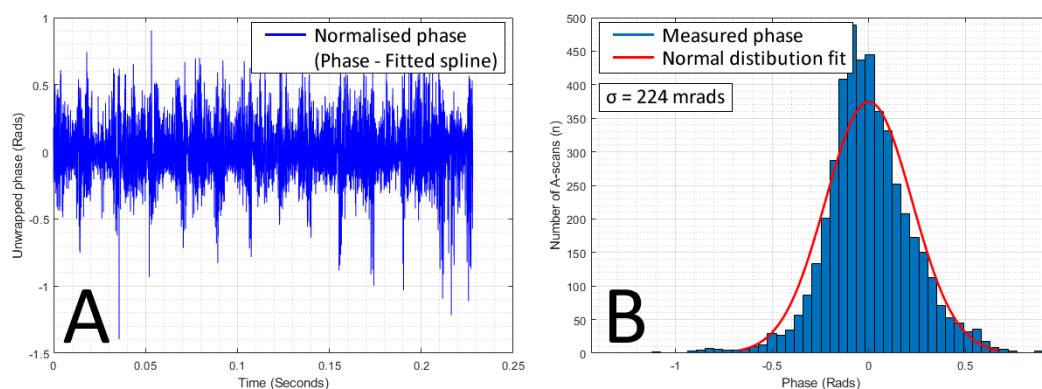 Normalised phase
(Phase - Fitted spline)
Unwrapped phase (Rads)
1
0.5
0
-0.5
-1
-1.5
0
0.05
0.1
0.15
0.2
0.25
Time (Seconds)
A
Measured phase
Normal distibution fit
σ = 224 mrads
Number of A-scans (n)
500
450
400
350
300
250
200
150
100
50
0
-1
-0.5
0
0.5
Phase (Rads)
B